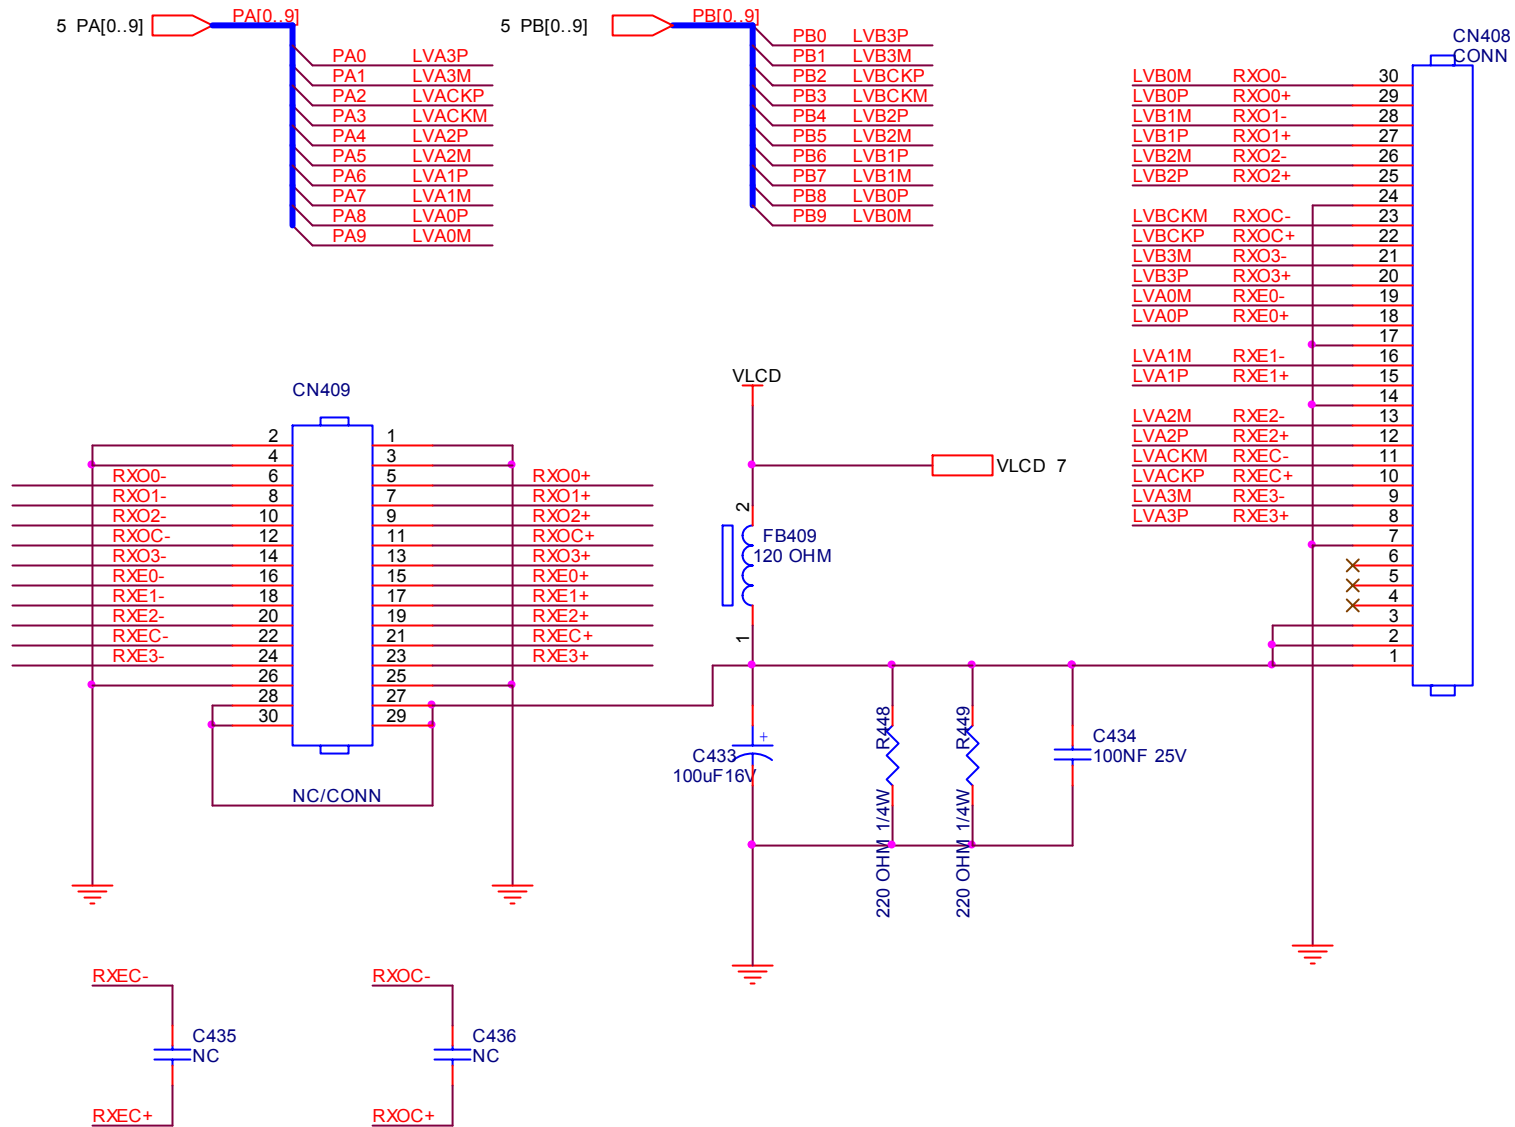 5 PA[0..9] PA[0..9]
PA0 LVA3P
PA1 LVA3M
PA2 LVACKP
PA3 LVACKM
PA4 LVA2P
PA5 LVA2M
PA6 LVA1P
PA7 LVA1M
PA8 LVA0P
PA9 LVA0M
5 PB[0..9] PB[0..9]
PB0 LVB3P
PB1 LVB3M
PB2 LVBCKP
PB3 LVBCKM
PB4 LVB2P
PB5 LVB2M
PB6 LVB1P
PB7 LVB1M
PB8 LVB0P
PB9 LVB0M
CN408
CONN
LVB0M RXO0- 30
LVB0P RXO0+ 29
LVB1M RXO1- 28
LVB1P RXO1+ 27
LVB2M RXO2- 26
LVB2P RXO2+ 25
24
LVBCKM RXOC- 23
LVBCKP RXOC+ 22
LVB3M RXO3- 21
LVB3P RXO3+ 20
LVA0M RXE0- 19
LVA0P RXE0+ 18
17
LVA1M RXE1- 16
LVA1P RXE1+ 15
14
LVA2M RXE2- 13
LVA2P RXE2+ 12
LVACKM RXEC- 11
LVACKP RXEC+ 10
LVA3M RXE3- 9
LVA3P RXE3+ 8
7
6
5
4
3
2
1
CN409
2 1
4 3
RXO0- 6 5 RXO0+
RXO1- 8 7 RXO1+
RXO2- 10 9 RXO2+
RXOC- 12 11 RXOC+
RXO3- 14 13 RXO3+
RXE0- 16 15 RXE0+
RXE1- 18 17 RXE1+
RXE2- 20 19 RXE2+
RXEC- 22 21 RXEC+
RXE3- 24 23 RXE3+
26 25
28 27
30 29
NC/CONN
VLCD
VLCD 7
2
FB409
120 OHM
1
+
C433
100uF16V
R448
220 OHM 1/4W
R449
220 OHM 1/4W
C434
100NF 25V
RXEC-
C435
NC
RXEC+
RXOC-
C436
NC
RXOC+